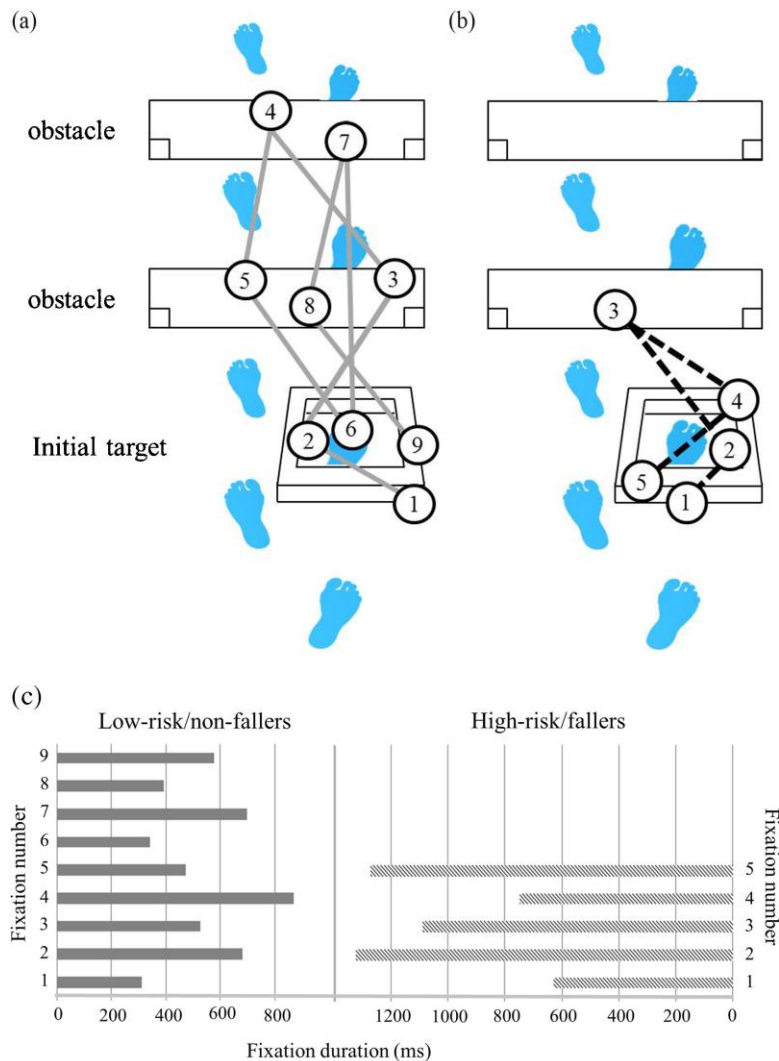 (a)
(b)
4
obstacle
7
5
3
obstacle
8
3
4
6
Initial target
2
9
2
5
1
1
(c)
Low-risk/non-fallers
High-risk/fallers
9
8
7
6
5
5
4
4
3
3
2
2
1
1
Fixation number
Fixation number
0 200 400 600 800
1200 1000 800 600 400 200 0
Fixation duration (ms)